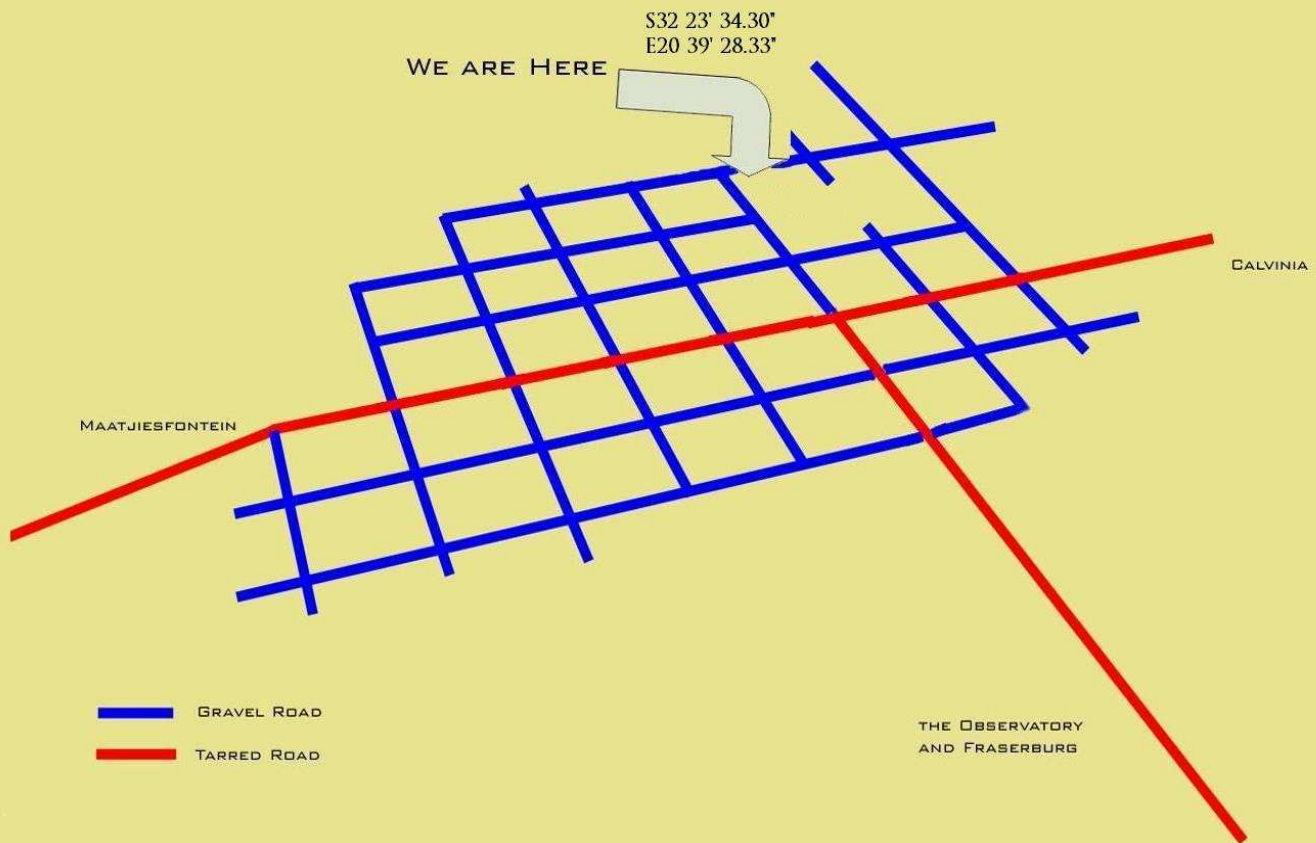 S32 23' 34.30"
E20 39' 28.33"
We are Here
Calvinia
Maatjiesfontein
Gravel Road
Tarred Road
the Observatory
and Fraserburg